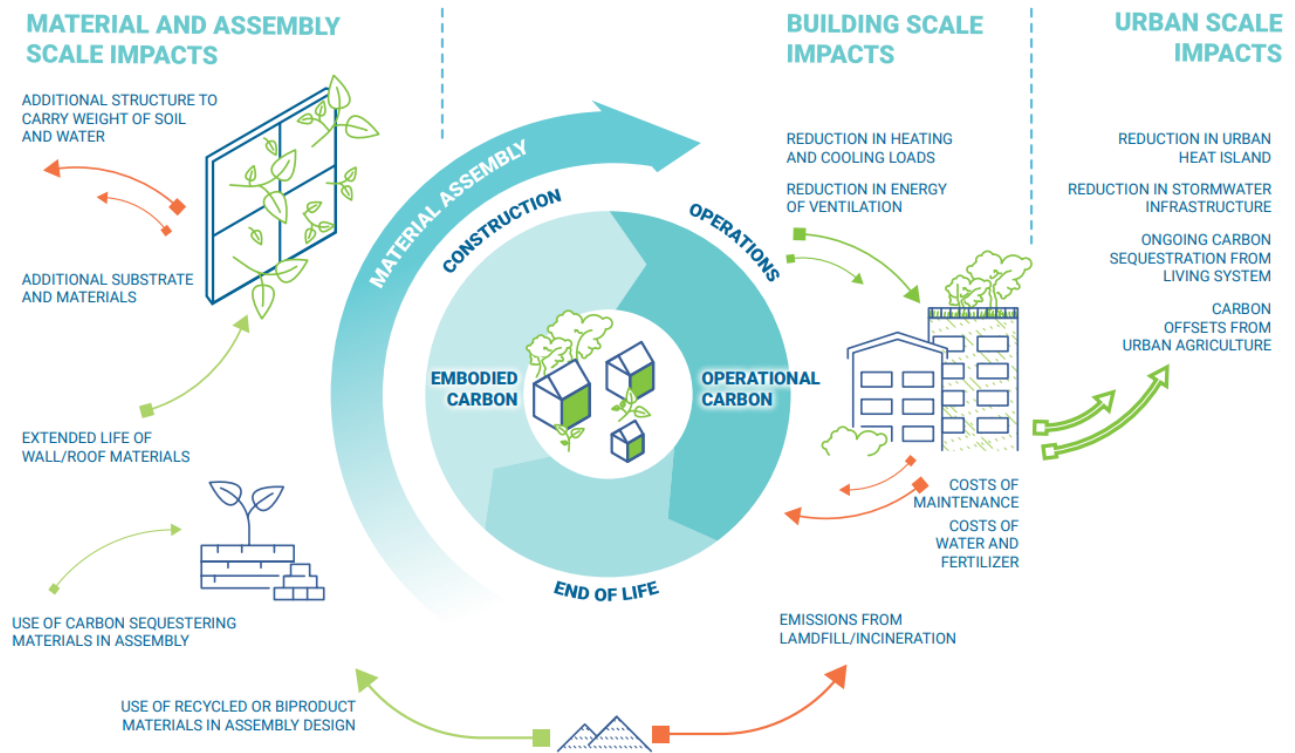 MATERIAL AND ASSEMBLY
SCALE IMPACTS
ADDITIONAL STRUCTURE TO
CARRY WEIGHT OF SOIL
AND WATER
ADDITIONAL SUBSTRATE
AND MATERIALS
EXTENDED LIFE OF
WALL/ROOF MATERIALS
USE OF CARBON SEQUESTERING
MATERIALS IN ASSEMBLY
USE OF RECYCLED OR BIPRODUCT
MATERIALS IN ASSEMBLY DESIGN
MATERIAL ASSEMBLY
CONSTRUCTION
OPERATIONS
EMBODIED
CARBON
OPERATIONAL
CARBON
END OF LIFE
BUILDING SCALE
IMPACTS
REDUCTION IN HEATING
AND COOLING LOADS
REDUCTION IN ENERGY
OF VENTILATION
COSTS OF
MAINTENANCE
COSTS OF
WATER AND
FERTILIZER
EMISSIONS FROM
LAMDFILL/INCINERATION
URBAN SCALE
IMPACTS
REDUCTION IN URBAN
HEAT ISLAND
REDUCTION IN STORMWATER
INFRASTRUCTURE
ONGOING CARBON
SEQUESTRATION FROM
LIVING SYSTEM
CARBON
OFFSETS FROM
URBAN AGRICULTURE